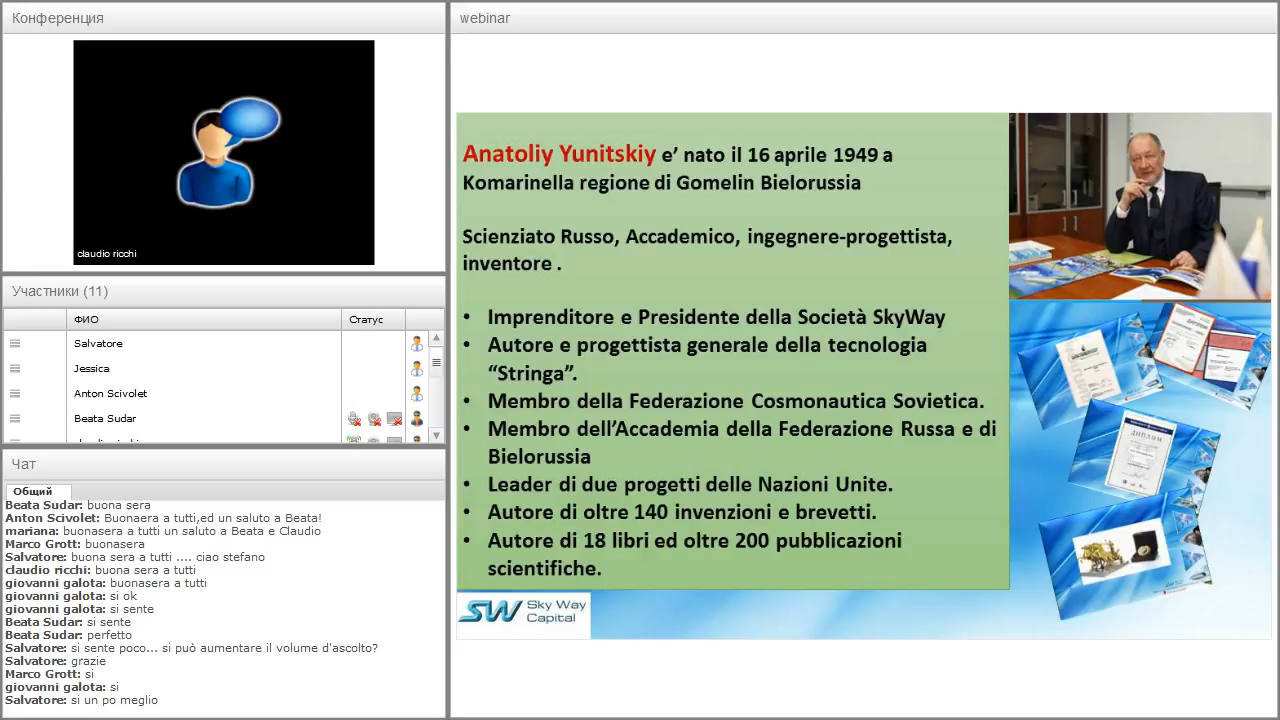 Конференция
claudio ricchi
Участники (11)
ФИО
Статус
Salvatore
Jessica
Anton Scivolet
Beata Sudar
Чат
Общий
Beata Sudar: buona sera
Anton Scivolet: Buonaera a tutti,ed un saluto a Beata!
mariana: buonasera a tutti un saluto a Beata e Claudio
Marco Grott: buonasera
Salvatore: buona sera a tutti .... ciao stefano
claudio ricchi: buona sera a tutti
giovanni galota: buonasera a tutti
giovanni galota: si ok
giovanni galota: si sente
Beata Sudar: si sente
Beata Sudar: perfetto
Salvatore: si sente poco... si può aumentare il volume d'ascolto?
Salvatore: grazie
Marco Grott: si
giovanni galota: si
Salvatore: si un po meglio
webinar
Anatoliy Yunitskiy e’ nato il 16 aprile 1949 a
Komarinella regione di Gomelin Bielorussia
Scienziato Russo, Accademico, ingegnere-progettista,
inventore .
• Imprenditore e Presidente della Società SkyWay
• Autore e progettista generale della tecnologia
“Stringa”.
• Membro della Federazione Cosmonautica Sovietica.
• Membro dell’Accademia della Federazione Russa e di
Bielorussia
• Leader di due progetti delle Nazioni Unite.
• Autore di oltre 140 invenzioni e brevetti.
• Autore di 18 libri ed oltre 200 pubblicazioni
scientifiche.
ДИПЛОМ
SW Sky Way
Capital